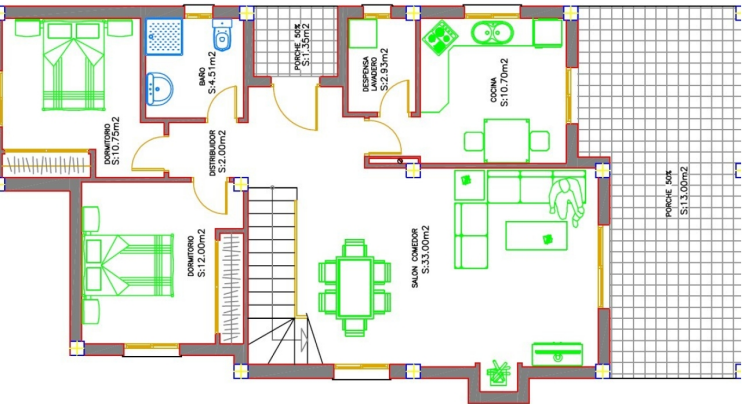 DORMITORIO
S:10.75m2
BAÑO
S:4.51m2
DISTRIBUIDOR
S:2.00m2
PORCHE 50%
S:1.35m2
DESPENSA
LAVADERO
S:2.93m2
COCINA
S:10.70m2
DORMITORIO
S:12.00m2
SALON COMEDOR
S:33.00m2
PORCHE 50%
S:13.00m2